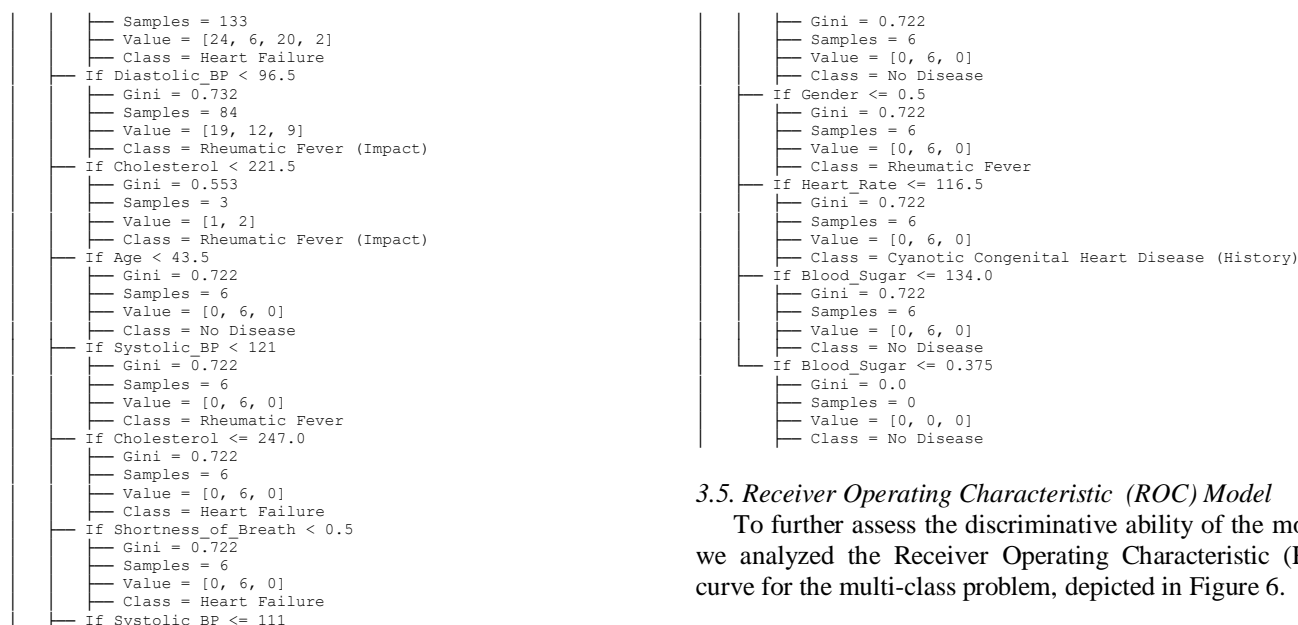 ├── Samples = 133
├── Value = [24, 6, 20, 2]
├── Class = Heart Failure
├── If Diastolic_BP < 96.5
├── Gini = 0.732
├── Samples = 84
├── Value = [19, 12, 9]
├── Class = Rheumatic Fever (Impact)
├── If Cholesterol < 221.5
├── Gini = 0.553
├── Samples = 3
├── Value = [1, 2]
├── Class = Rheumatic Fever (Impact)
├── If Age < 43.5
├── Gini = 0.722
├── Samples = 6
├── Value = [0, 6, 0]
├── Class = No Disease
├── If Systolic_BP < 121
├── Gini = 0.722
├── Samples = 6
├── Value = [0, 6, 0]
├── Class = Rheumatic Fever
├── If Cholesterol <= 247.0
├── Gini = 0.722
├── Samples = 6
├── Value = [0, 6, 0]
├── Class = Heart Failure
├── If Shortness_of_Breath < 0.5
├── Gini = 0.722
├── Samples = 6
├── Value = [0, 6, 0]
├── Class = Heart Failure
├── If Systolic_BP <= 111
├── Gini = 0.722
├── Samples = 6
├── Value = [0, 6, 0]
├── Class = No Disease
├── If Gender <= 0.5
├── Gini = 0.722
├── Samples = 6
├── Value = [0, 6, 0]
├── Class = Rheumatic Fever
├── If Heart_Rate <= 116.5
├── Gini = 0.722
├── Samples = 6
├── Value = [0, 6, 0]
├── Class = Cyanotic Congenital Heart Disease (History)
├── If Blood_Sugar <= 134.0
├── Gini = 0.722
├── Samples = 6
├── Value = [0, 6, 0]
├── Class = No Disease
└── If Blood_Sugar <= 0.375
├── Gini = 0.0
├── Samples = 0
├── Value = [0, 0, 0]
├── Class = No Disease
3.5. Receiver Operating Characteristic (ROC) Model
To further assess the discriminative ability of the
we analyzed the Receiver Operating Characteristic
curve for the multi-class problem, depicted in Figure 6.